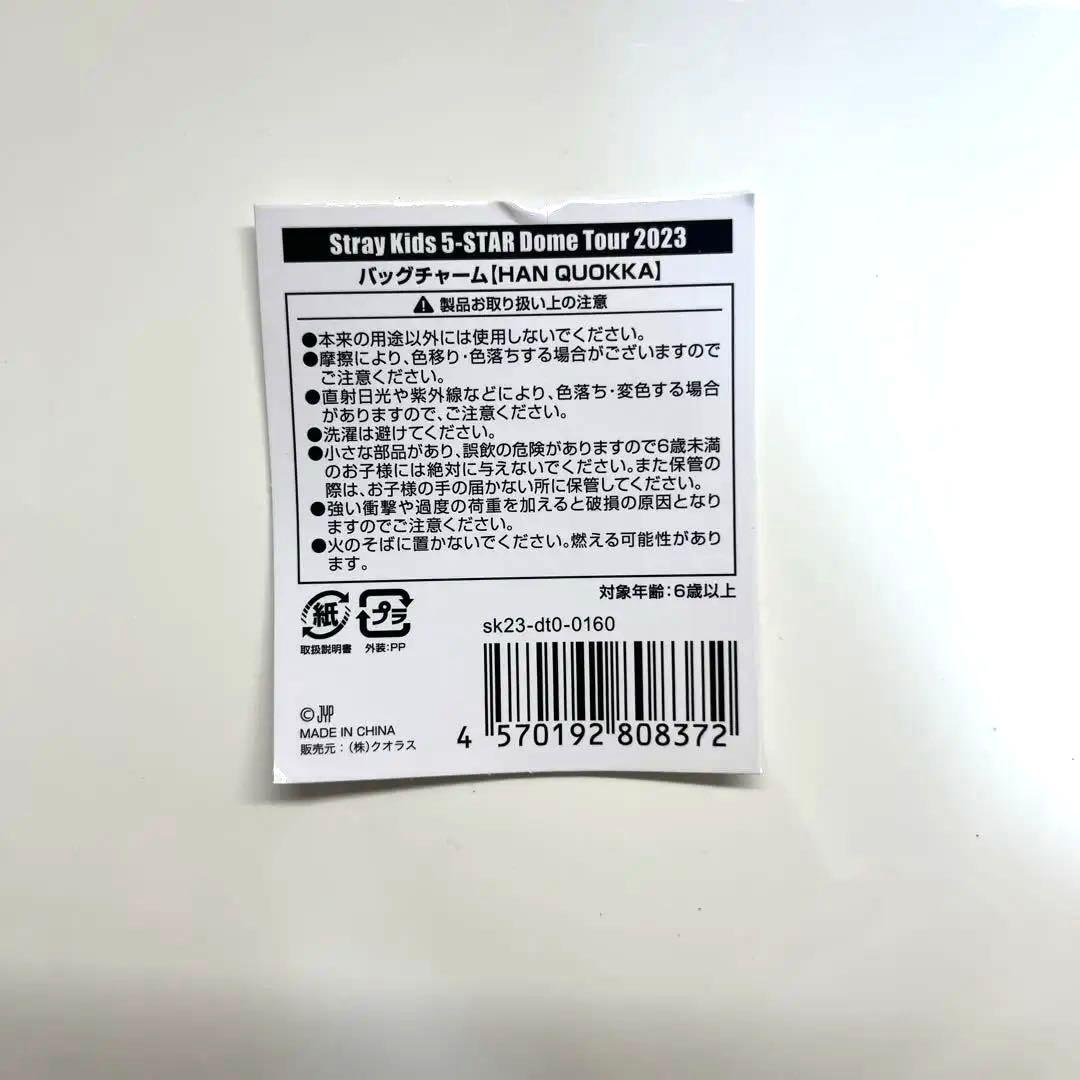 Stray Kids 5-STAR Dome Tour 2023
バッグチャーム【HAN QUOKKA】
製品お取り扱い上の注意
●本来の用途以外には使用しないでください。
●摩擦により、色移り・色落ちする場合がございますので
ご注意ください。
●直射日光や紫外線などにより、色落ち・変色する場合
がありますので、ご注意ください。
●洗濯は避けてください。
●小さな部品があり、誤飲の危険がありますので6歳未満
のお子様には絶対に与えないでください。また保管の
際は、お子様の手の届かない所に保管してください。
●強い衝撃や過度の荷重を加えると破損の原因となり
ますのでご注意ください。
●火のそばに置かないでください。燃える可能性があり
ます。
対象年齢：6歳以上
紙 プラ
取扱説明書 外装：PP
sk23-dt0-0160
© JYP
MADE IN CHINA
販売元：（株）クオラス
4 570192 808372